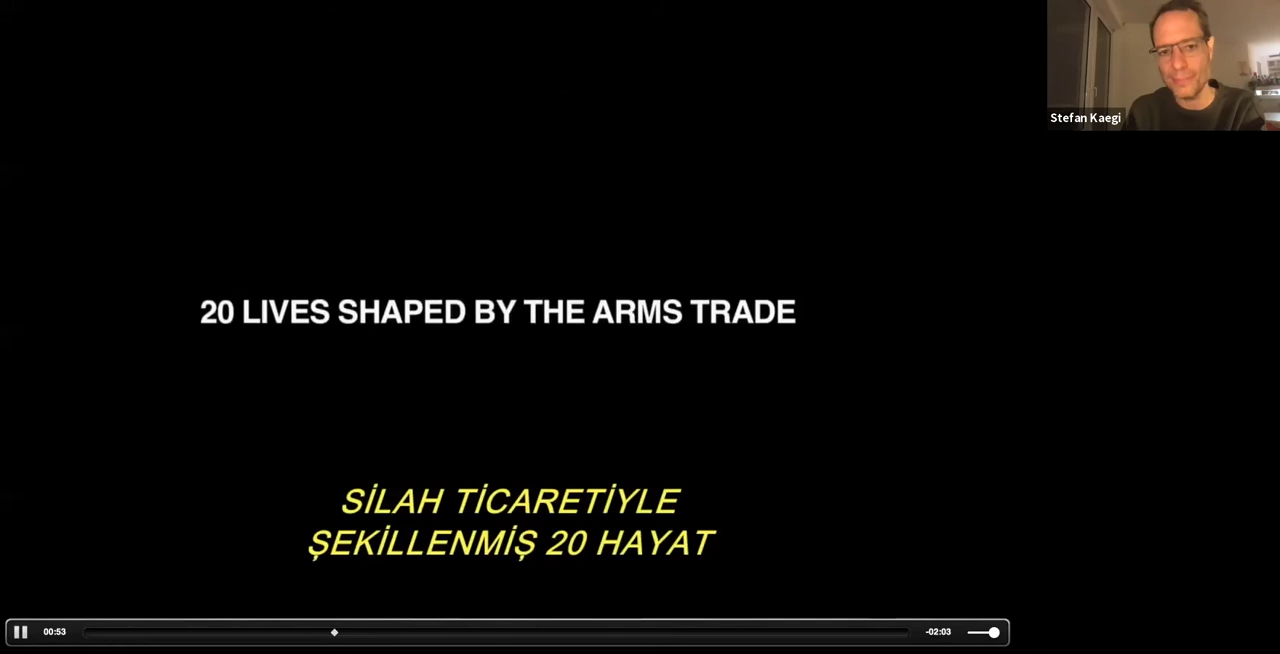 Stefan Kaegi
20 LIVES SHAPED BY THE ARMS TRADE
SİLAH TİCARETİYLE
ŞEKİLLENMİŞ 20 HAYAT
00:53
-02:03